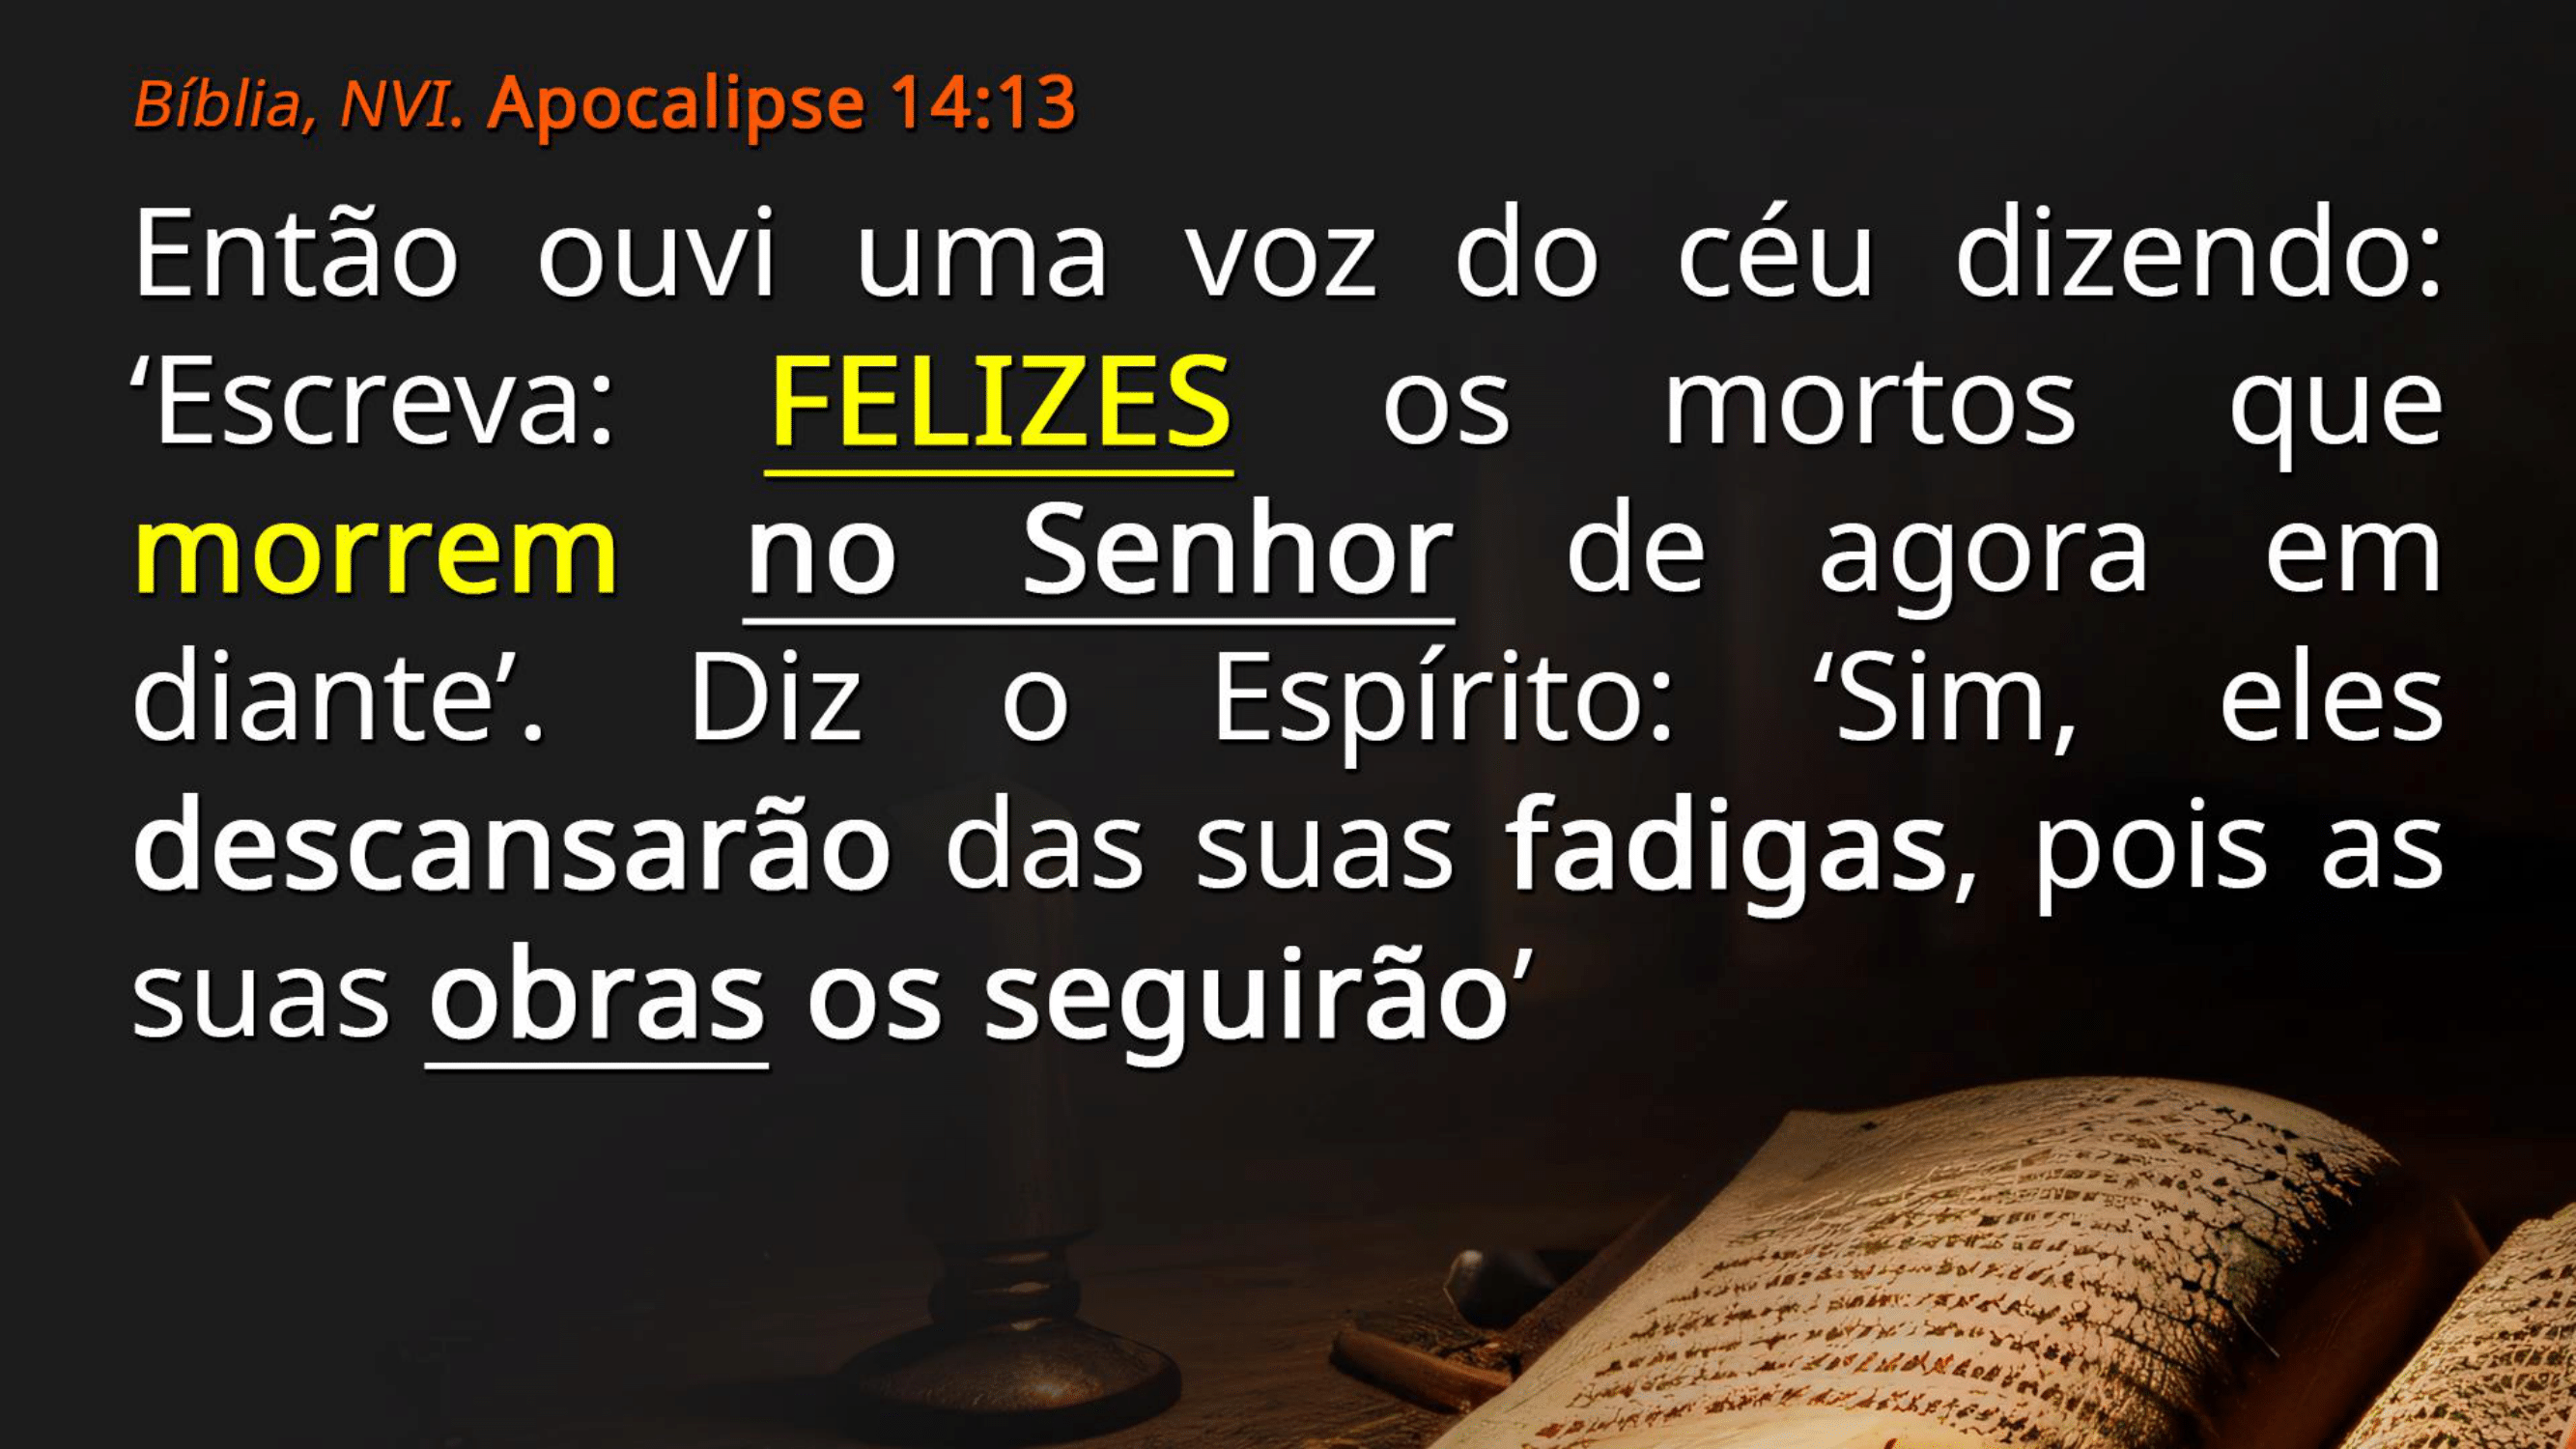 Bíblia, NVI. Apocalipse 14:13
Então ouvi uma voz do céu dizendo:
‘Escreva: FELIZES os mortos que
morrem no Senhor de agora em
diante’. Diz o Espírito: ‘Sim, eles
descansarão das suas fadigas, pois as
suas obras os seguirão’